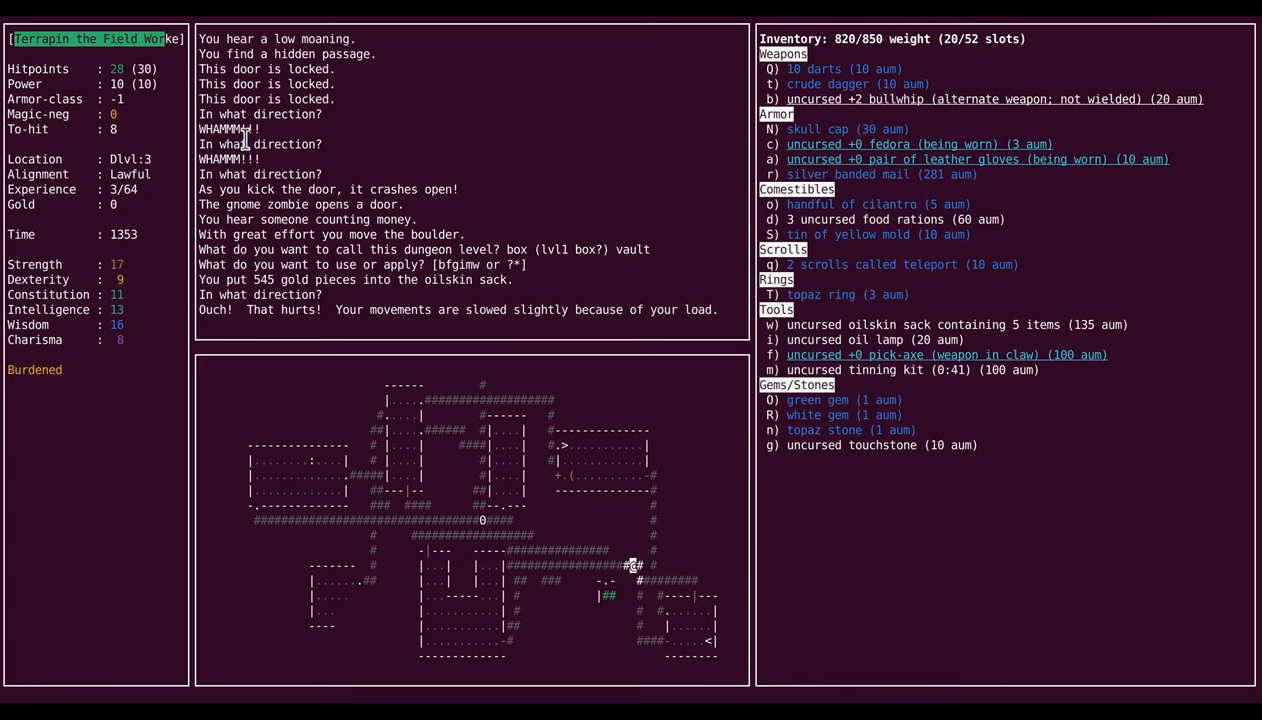 [Terrapin the Field Worke]
Hitpoints : 28 (30)
Power : 10 (10)
Armor-class : -1
Magic-neg : 0
To-hit : 8
Location : Dlvl:3
Alignment : Lawful
Experience : 3/64
Gold : 0
Time : 1353
Strength : 17
Dexterity : 9
Constitution : 11
Intelligence : 13
Wisdom : 16
Charisma : 8
Burdened
You hear a low moaning.
You find a hidden passage.
This door is locked.
This door is locked.
This door is locked.
In what direction?
WHAMMM!!!
In what direction?
WHAMMM!!!
In what direction?
As you kick the door, it crashes open!
The gnome zombie opens a door.
You hear someone counting money.
With great effort you move the boulder.
What do you want to call this dungeon level? box (lvl1 box?) vault
What do you want to use or apply? [bfgimw or ?*]
You put 545 gold pieces into the oilskin sack.
In what direction?
Ouch!  That hurts!  Your movements are slowed slightly because of your load.
Inventory: 820/850 weight (20/52 slots)
Weapons
Q) 10 darts (10 aum)
t) crude dagger (10 aum)
b) uncursed +2 bullwhip (alternate weapon; not wielded) (20 aum)
Armor
N) skull cap (30 aum)
c) uncursed +0 fedora (being worn) (3 aum)
a) uncursed +0 pair of leather gloves (being worn) (10 aum)
r) silver banded mail (281 aum)
Comestibles
o) handful of cilantro (5 aum)
d) 3 uncursed food rations (60 aum)
S) tin of yellow mold (10 aum)
Scrolls
q) 2 scrolls called teleport (10 aum)
Rings
T) topaz ring (3 aum)
Tools
w) uncursed oilskin sack containing 5 items (135 aum)
i) uncursed oil lamp (20 aum)
f) uncursed +0 pick-axe (weapon in claw) (100 aum)
m) uncursed tinning kit (0:41) (100 aum)
Gems/Stones
O) green gem (1 aum)
R) white gem (1 aum)
n) topaz stone (1 aum)
g) uncursed touchstone (10 aum)